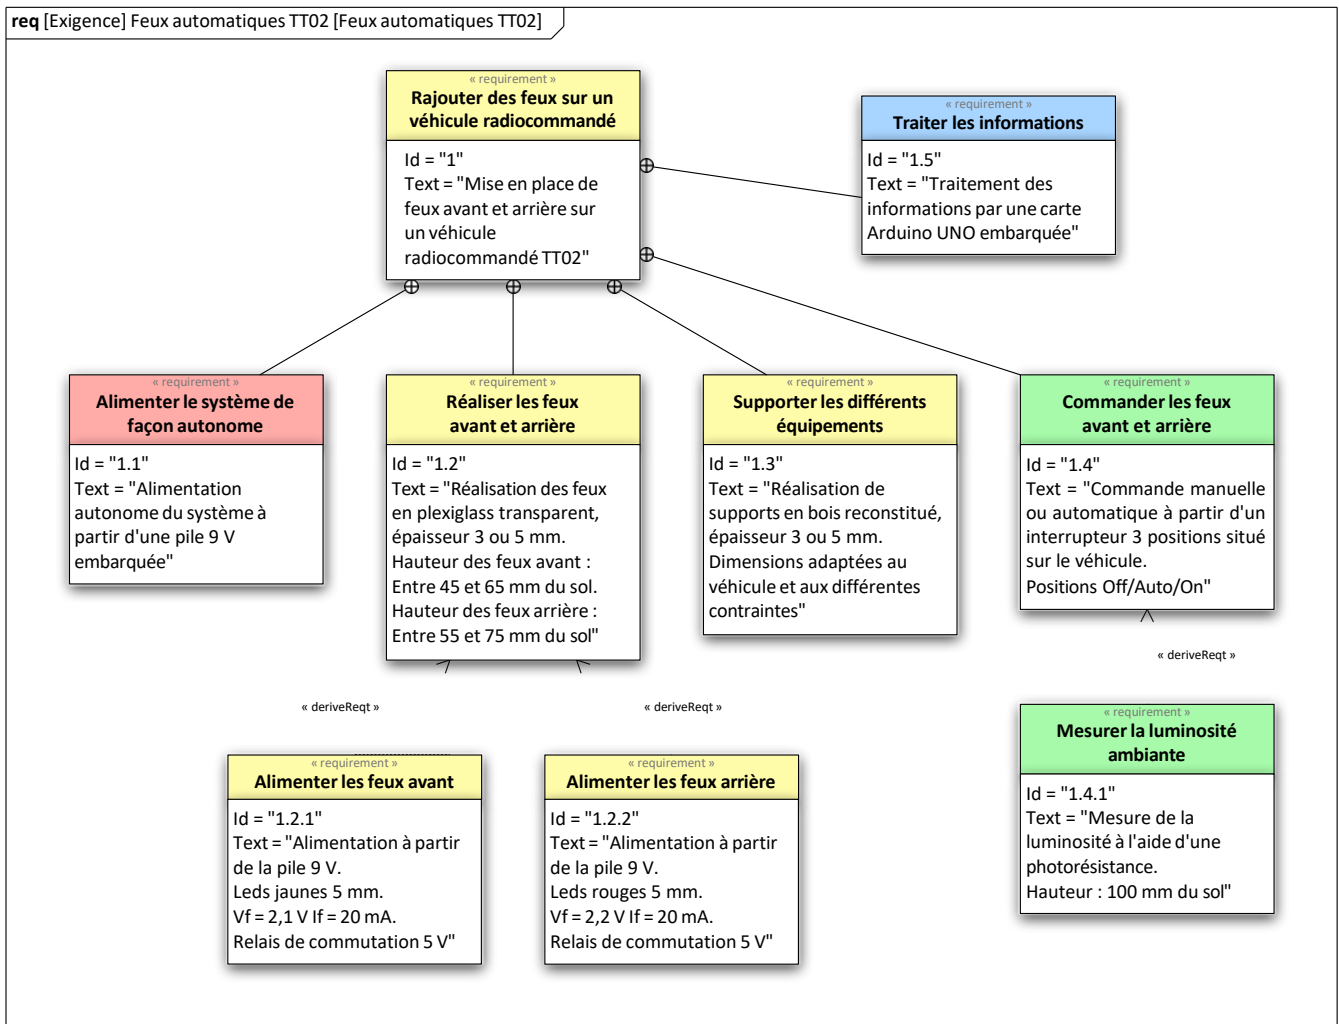 req [Exigence] Feux automatiques TT02 [Feux automatiques TT02]
« requirement »
Rajouter des feux sur un
véhicule radiocommandé
Id = "1"
Text = "Mise en place de
feux avant et arrière sur
un véhicule
radiocommandé TT02"
« requirement »
Traiter les informations
Id = "1.5"
Text = "Traitement des
informations par une carte
Arduino UNO embarquée"
« requirement »
Alimenter le système de
façon autonome
Id = "1.1"
Text = "Alimentation
autonome du système à
partir d'une pile 9 V
embarquée"
« requirement »
Réaliser les feux
avant et arrière
Id = "1.2"
Text = "Réalisation des feux
en plexiglass transparent,
épaisseur 3 ou 5 mm.
Hauteur des feux avant :
Entre 45 et 65 mm du sol.
Hauteur des feux arrière :
Entre 55 et 75 mm du sol"
« requirement »
Supporter les différents
équipements
Id = "1.3"
Text = "Réalisation de
supports en bois reconstitué,
épaisseur 3 ou 5 mm.
Dimensions adaptées au
véhicule et aux différentes
contraintes"
« requirement »
Commander les feux
avant et arrière
Id = "1.4"
Text = "Commande manuelle
ou automatique à partir d'un
interrupteur 3 positions situé
sur le véhicule.
Positions Off/Auto/On"
« deriveReqt »
« deriveReqt »
« deriveReqt »
« requirement »
Alimenter les feux avant
Id = "1.2.1"
Text = "Alimentation à partir
de la pile 9 V.
Leds jaunes 5 mm.
Vf = 2,1 V If = 20 mA.
Relais de commutation 5 V"
« requirement »
Alimenter les feux arrière
Id = "1.2.2"
Text = "Alimentation à partir
de la pile 9 V.
Leds rouges 5 mm.
Vf = 2,2 V If = 20 mA.
Relais de commutation 5 V"
« requirement »
Mesurer la luminosité
ambiante
Id = "1.4.1"
Text = "Mesure de la
luminosité à l'aide d'une
photorésistance.
Hauteur : 100 mm du sol"